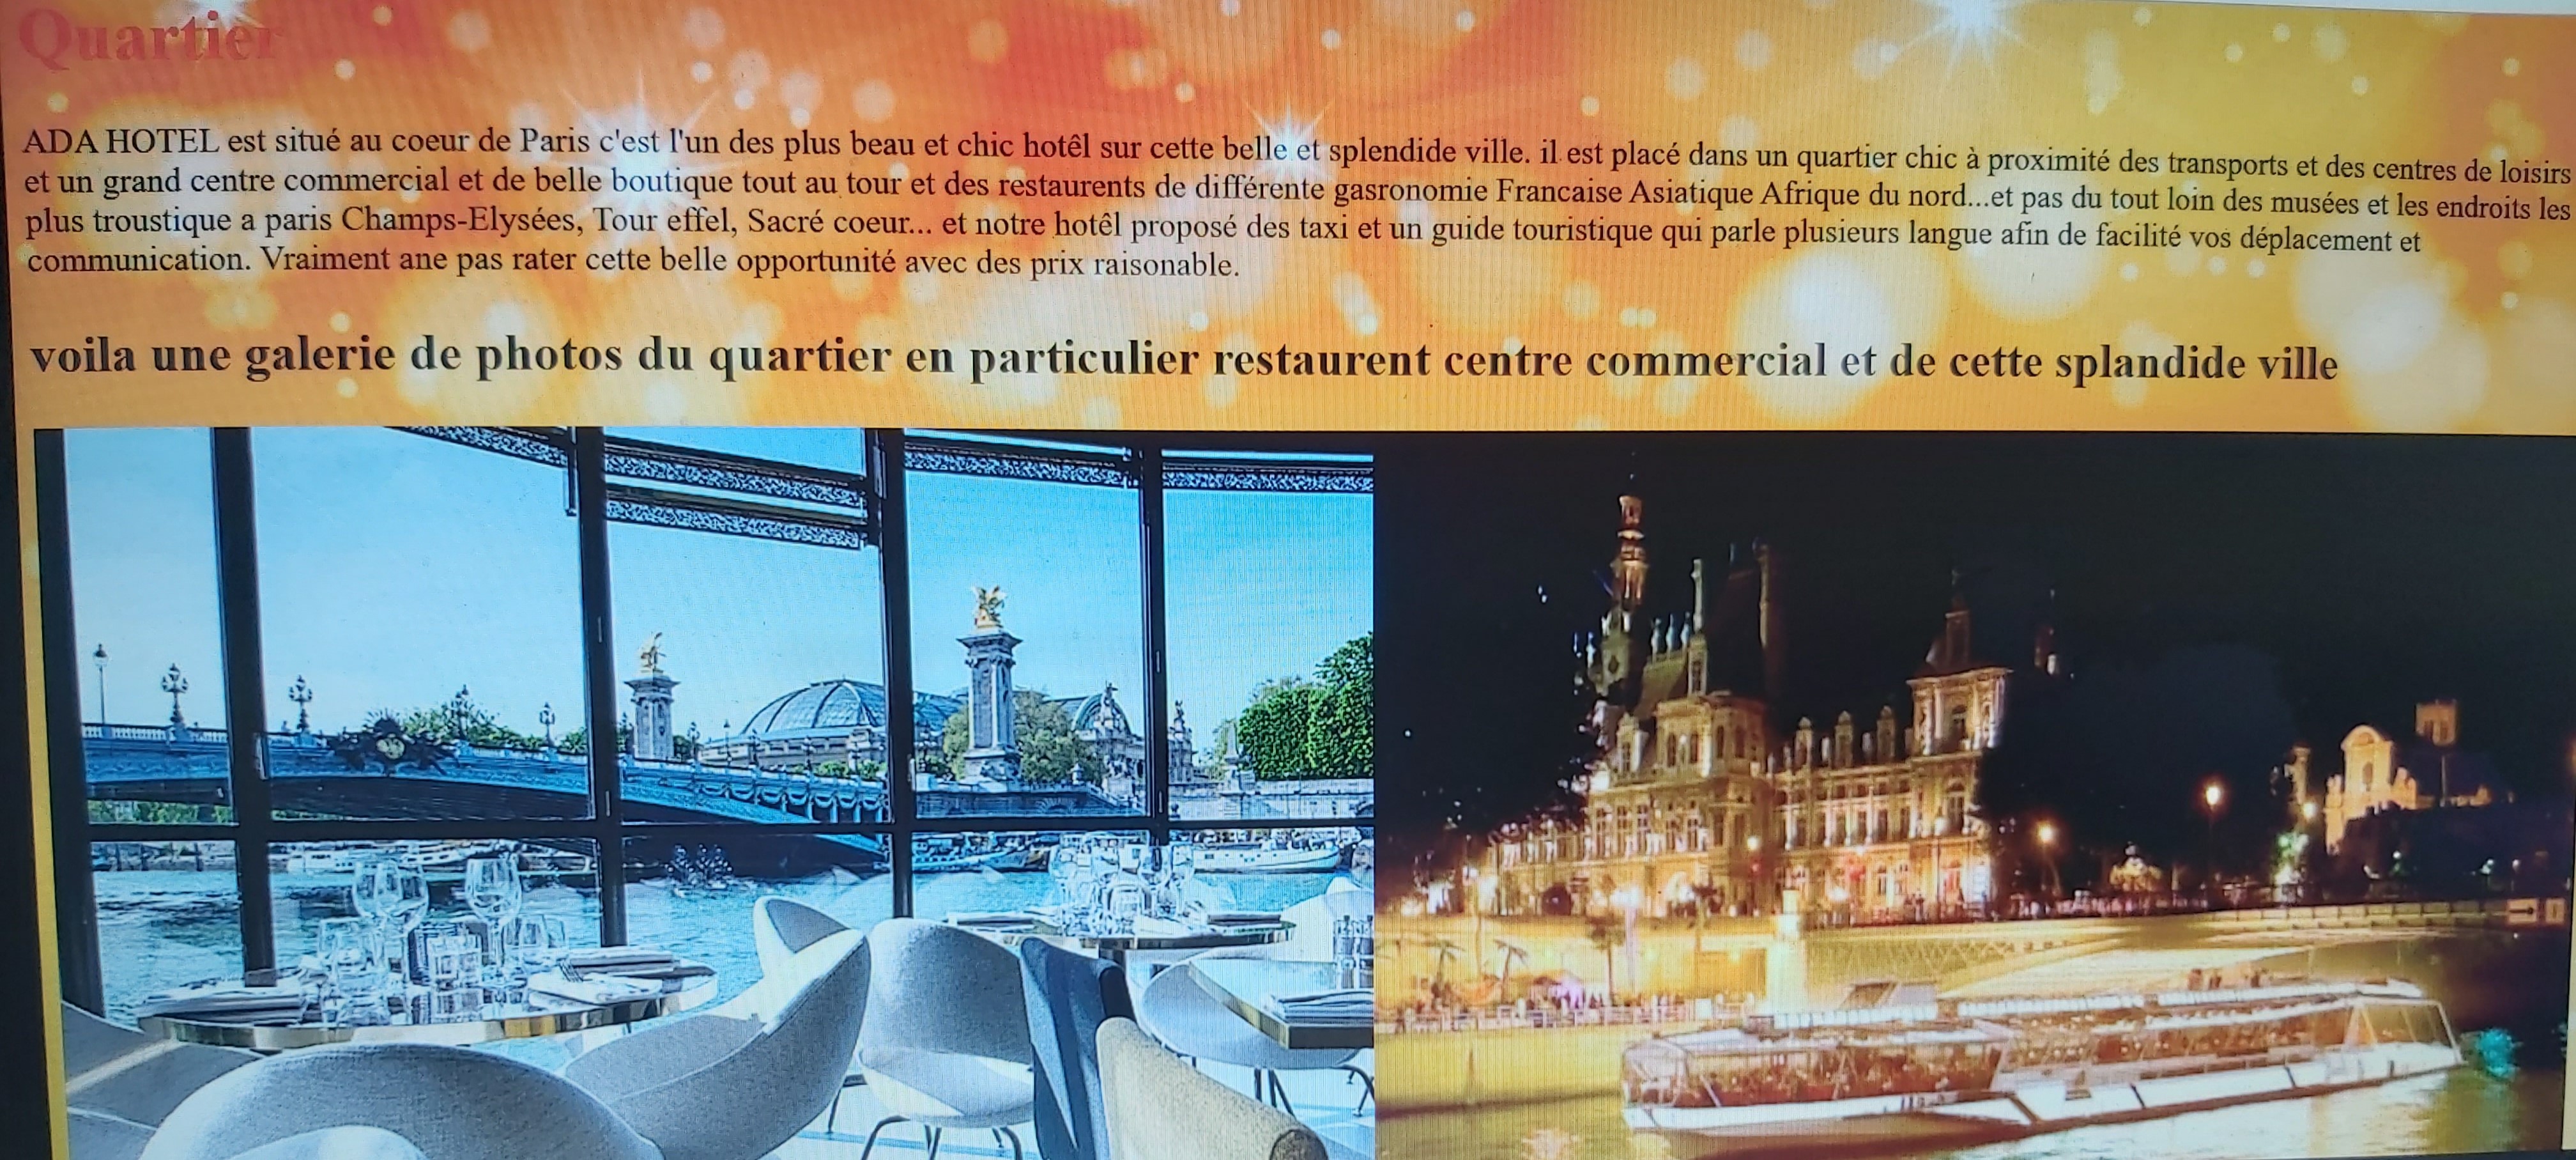 Quartier
ADA HOTEL est situé au coeur de Paris c'est l'un des plus beau et chic hotêl sur cette belle et splendide ville. il est placé dans un quartier chic à proximité des transports et des centres de loisirs
et un grand centre commercial et de belle boutique tout au tour et des restaurents de différente gasronomie Francaise Asiatique Afrique du nord...et pas du tout loin des musées et les endroits les
plus troustique a paris Champs-Elysées, Tour effel, Sacré coeur... et notre hotêl proposé des taxi et un guide touristique qui parle plusieurs langue afin de facilité vos déplacement et
communication. Vraiment ane pas rater cette belle opportunité avec des prix raisonable.
voila une galerie de photos du quartier en particulier restaurent centre commercial et de cette splandide ville